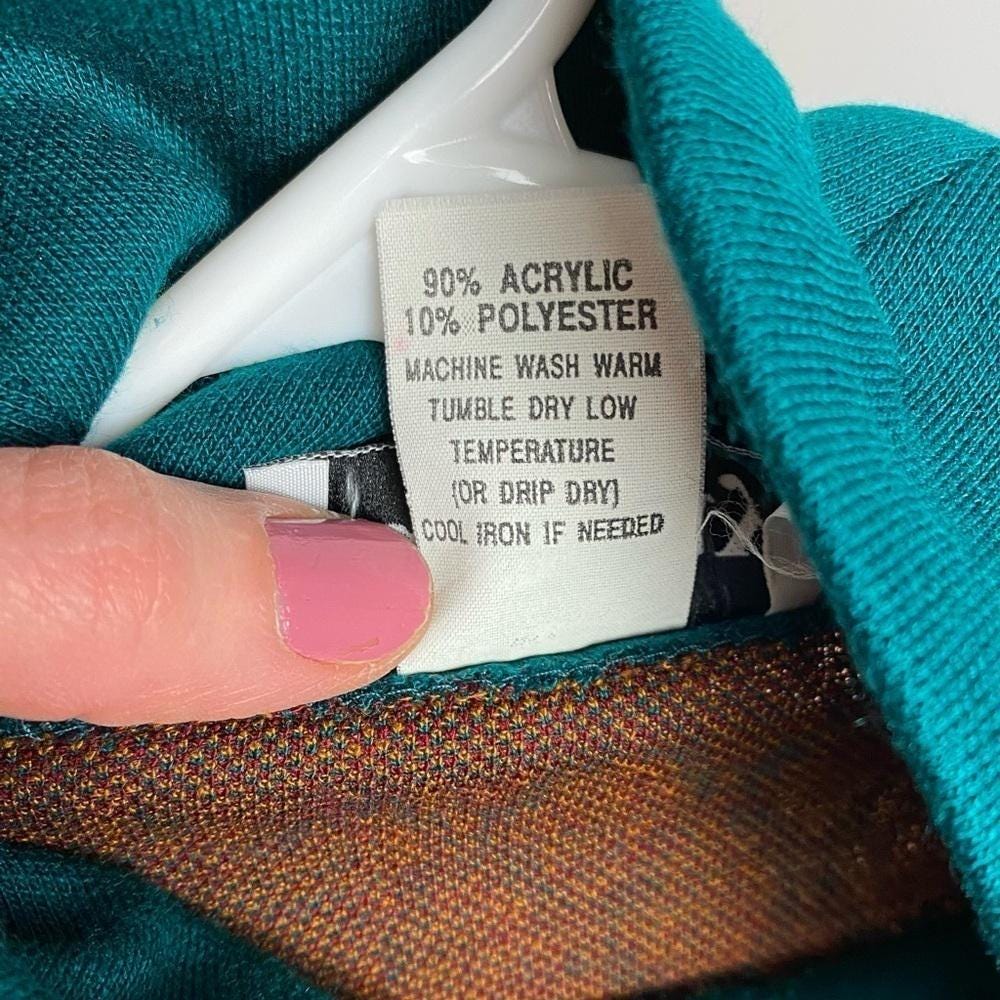 90% ACRYLIC
10% POLYESTER
MACHINE WASH WARM
TUMBLE DRY LOW
TEMPERATURE
(OR DRIP DRY)
COOL IRON IF NEEDED